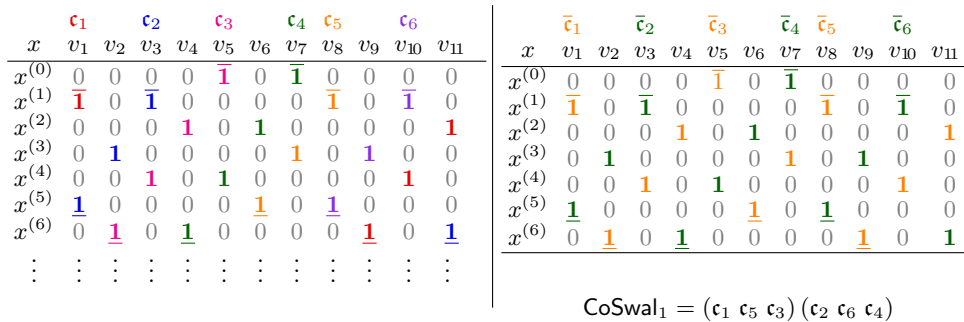 𝔠₁ 𝔠₂ 𝔠₃ 𝔠₄ 𝔠₅ 𝔠₆
x v₁ v₂ v₃ v₄ v₅ v₆ v₇ v₈ v₉ v₁₀ v₁₁
x⁽⁰⁾ 0 0 0 0 1̅ 0 1̅ 0 0 0 0
x⁽¹⁾ 1̅ 0 1̅ 0 0 0 0 1̅ 0 1̅ 0
x⁽²⁾ 0 0 0 1 0 1 0 0 0 0 1
x⁽³⁾ 0 1 0 0 0 0 1 0 1 0 0
x⁽⁴⁾ 0 0 1 0 1 0 0 0 0 1 0
x⁽⁵⁾ 1̲ 0 0 0 0 1̲ 0 1̲ 0 0 0
x⁽⁶⁾ 0 1̲ 0 1̲ 0 0 0 0 1̲ 0 1̲
⋮ ⋮ ⋮ ⋮ ⋮ ⋮ ⋮ ⋮ ⋮ ⋮ ⋮ ⋮
𝔠̅₁ 𝔠̅₂ 𝔠̅₃ 𝔠̅₄ 𝔠̅₅ 𝔠̅₆
x v₁ v₂ v₃ v₄ v₅ v₆ v₇ v₈ v₉ v₁₀ v₁₁
x⁽⁰⁾ 0 0 0 0 1̅ 0 1̅ 0 0 0 0
x⁽¹⁾ 1̅ 0 1̅ 0 0 0 0 1̅ 0 1̅ 0
x⁽²⁾ 0 0 0 1 0 1 0 0 0 0 1
x⁽³⁾ 0 1 0 0 0 0 1 0 1 0 0
x⁽⁴⁾ 0 0 1 0 1 0 0 0 0 1 0
x⁽⁵⁾ 1̲ 0 0 0 0 1̲ 0 1̲ 0 0 0
x⁽⁶⁾ 0 1̲ 0 1̲ 0 0 0 0 1̲ 0 1
CoSwal₁ = (𝔠₁ 𝔠₅ 𝔠₃) (𝔠₂ 𝔠₆ 𝔠₄)